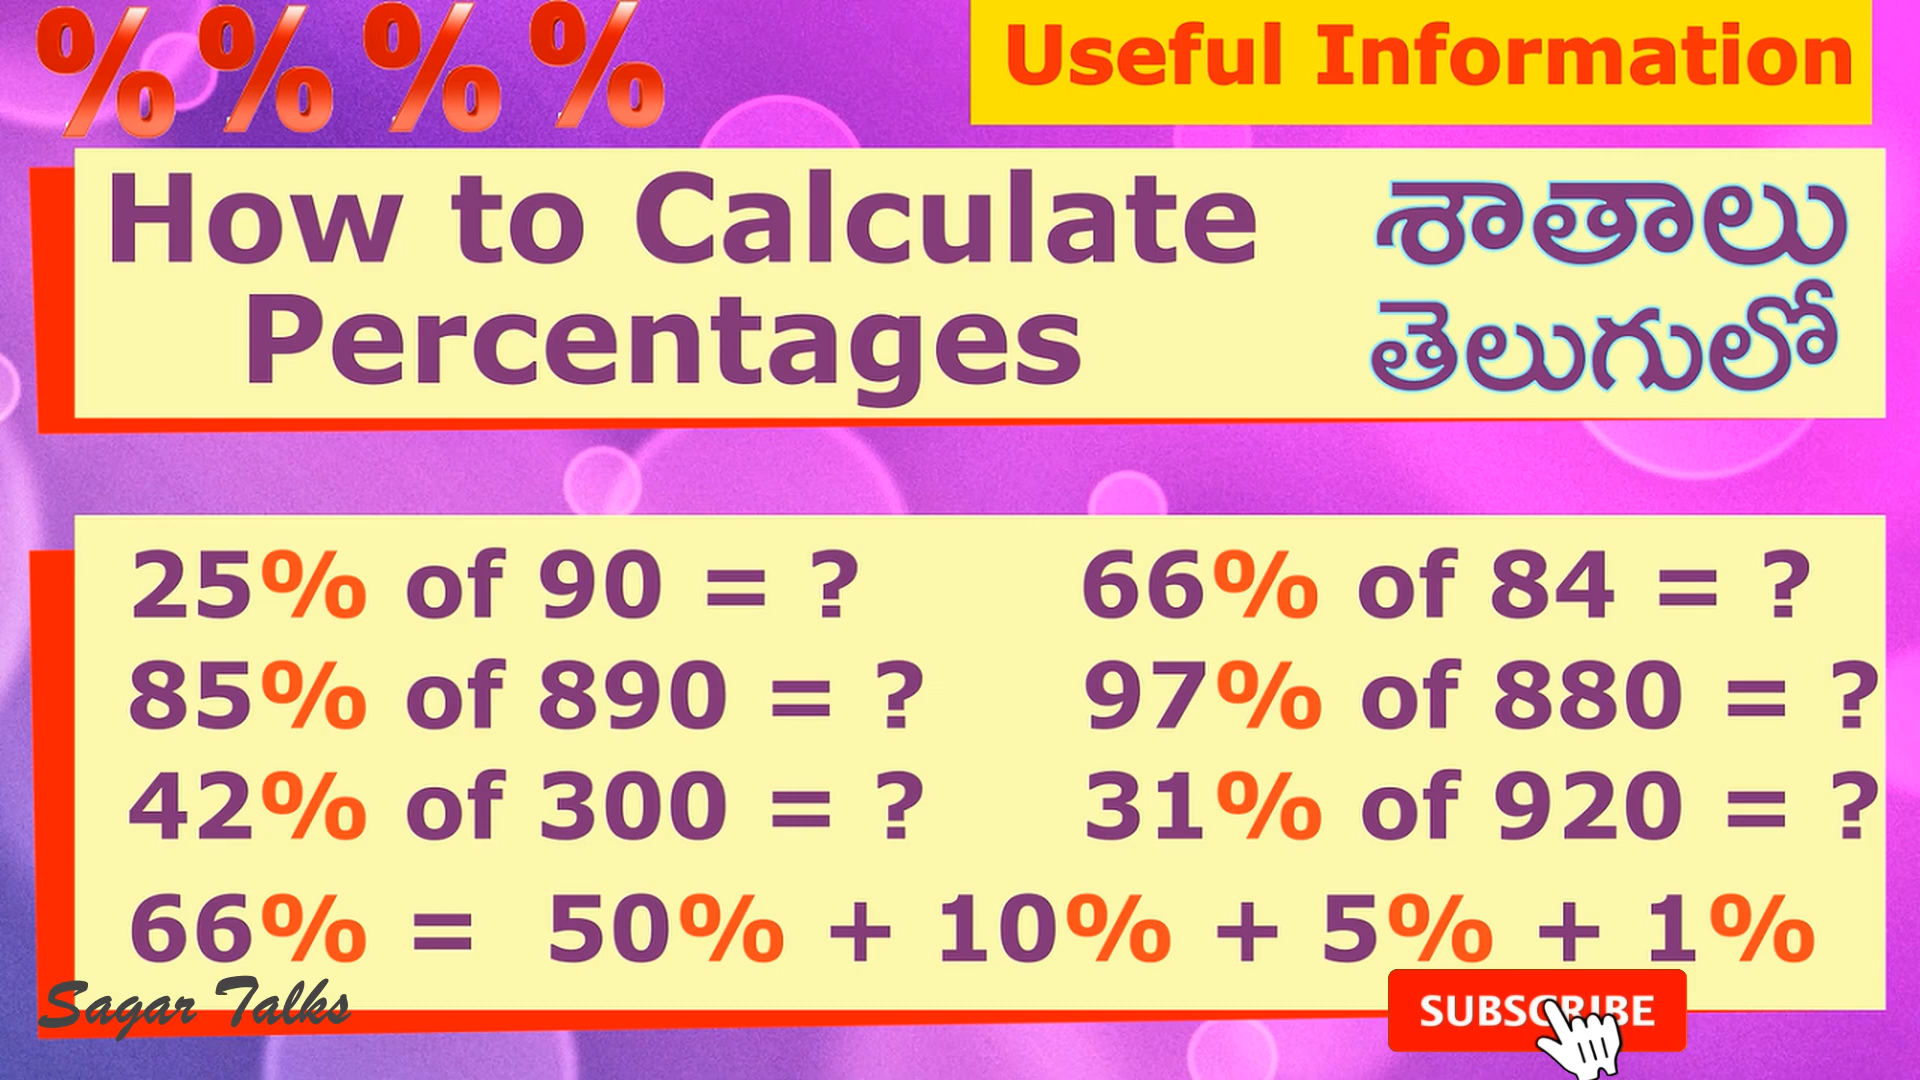 % % % %
Useful Information
How to Calculate
Percentages
శాతాలు
తెలుగులో
25% of 90 = ?
66% of 84 = ?
85% of 890 = ?
97% of 880 = ?
42% of 300 = ?
31% of 920 = ?
66% = 50% + 10% + 5% + 1%
Sagar Talks
SUBSCRIBE